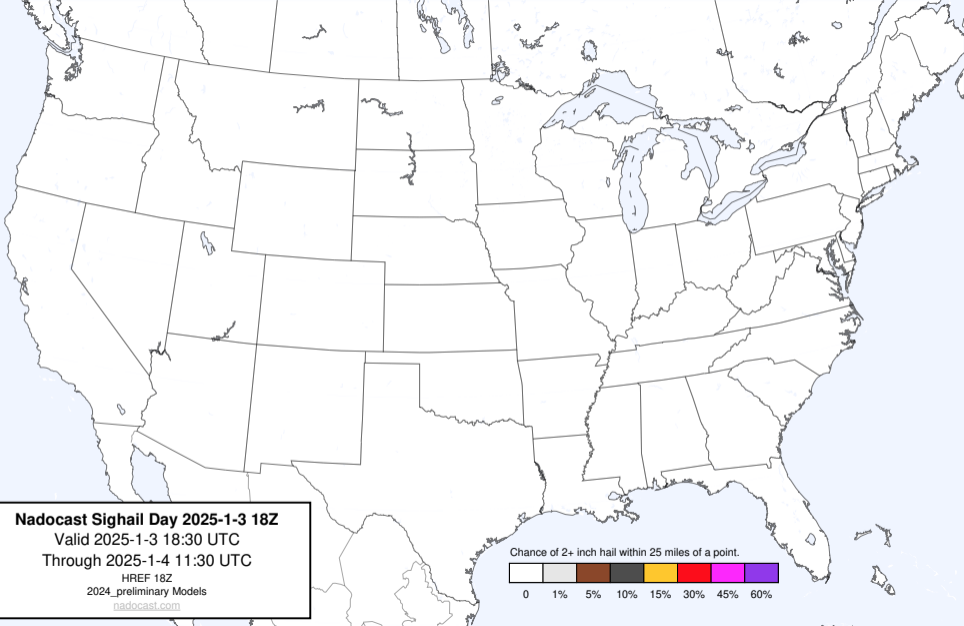 Nadocast Sighail Day 2025-1-3 18Z
Valid 2025-1-3 18:30 UTC
Through 2025-1-4 11:30 UTC
HREF 18Z
2024_preliminary Models
nadocast.com
Chance of 2+ inch hail within 25 miles of a point.
0 1% 5% 10% 15% 30% 45% 60%